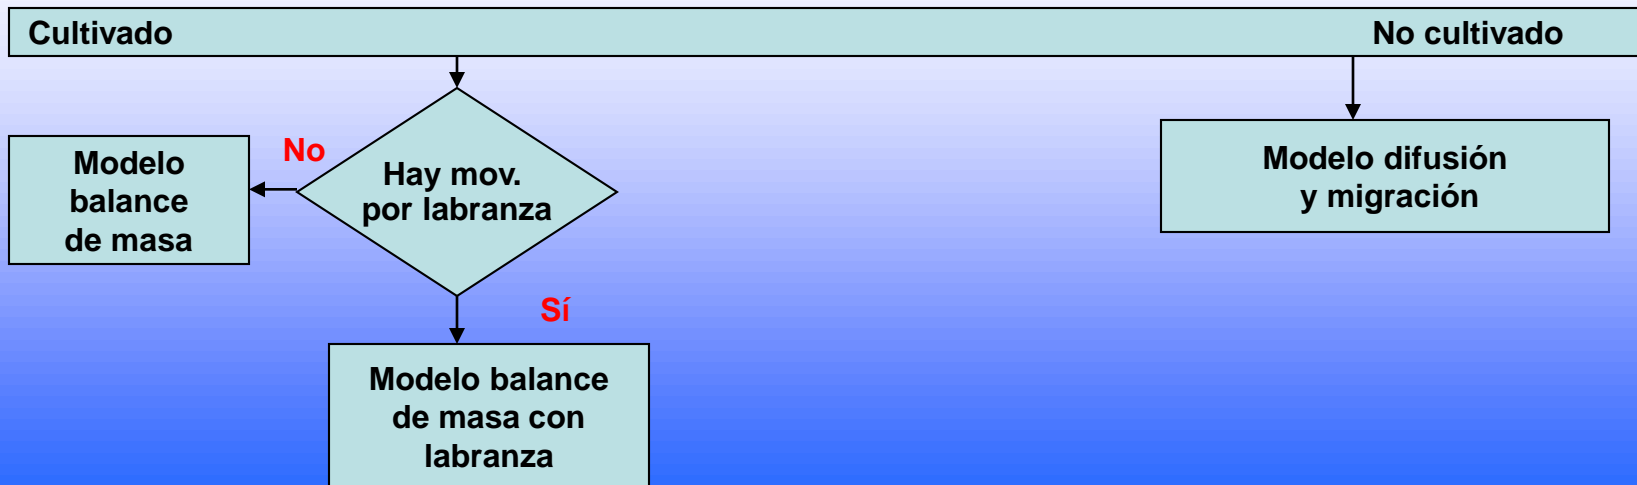 Cultivado
No cultivado
No
Modelo
balance
de masa
Hay mov.
por labranza
Modelo difusión
y migración
Sí
Modelo balance
de masa con
labranza